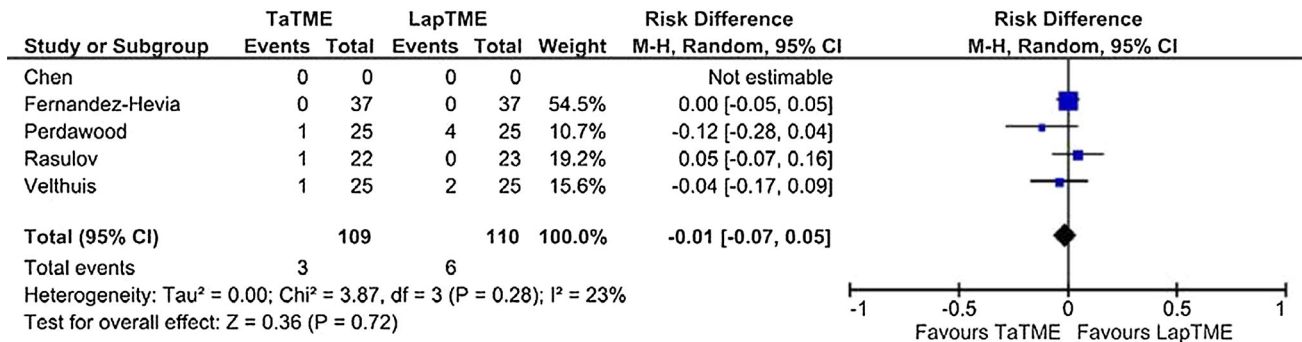 TaTME LapTME Risk Difference Risk Difference
Study or Subgroup Events Total Events Total Weight M-H, Random, 95% CI M-H, Random, 95% CI
Chen 0 0 0 0 Not estimable
Fernandez-Hevia 0 37 0 37 54.5% 0.00 [-0.05, 0.05]
Perdawood 1 25 4 25 10.7% -0.12 [-0.28, 0.04]
Rasulov 1 22 0 23 19.2% 0.05 [-0.07, 0.16]
Velthuis 1 25 2 25 15.6% -0.04 [-0.17, 0.09]
Total (95% CI) 109 110 100.0% -0.01 [-0.07, 0.05]
Total events 3 6
Heterogeneity: Tau² = 0.00; Chi² = 3.87, df = 3 (P = 0.28); I² = 23%
Test for overall effect: Z = 0.36 (P = 0.72)
-1 -0.5 0 0.5 1
Favours TaTME Favours LapTME